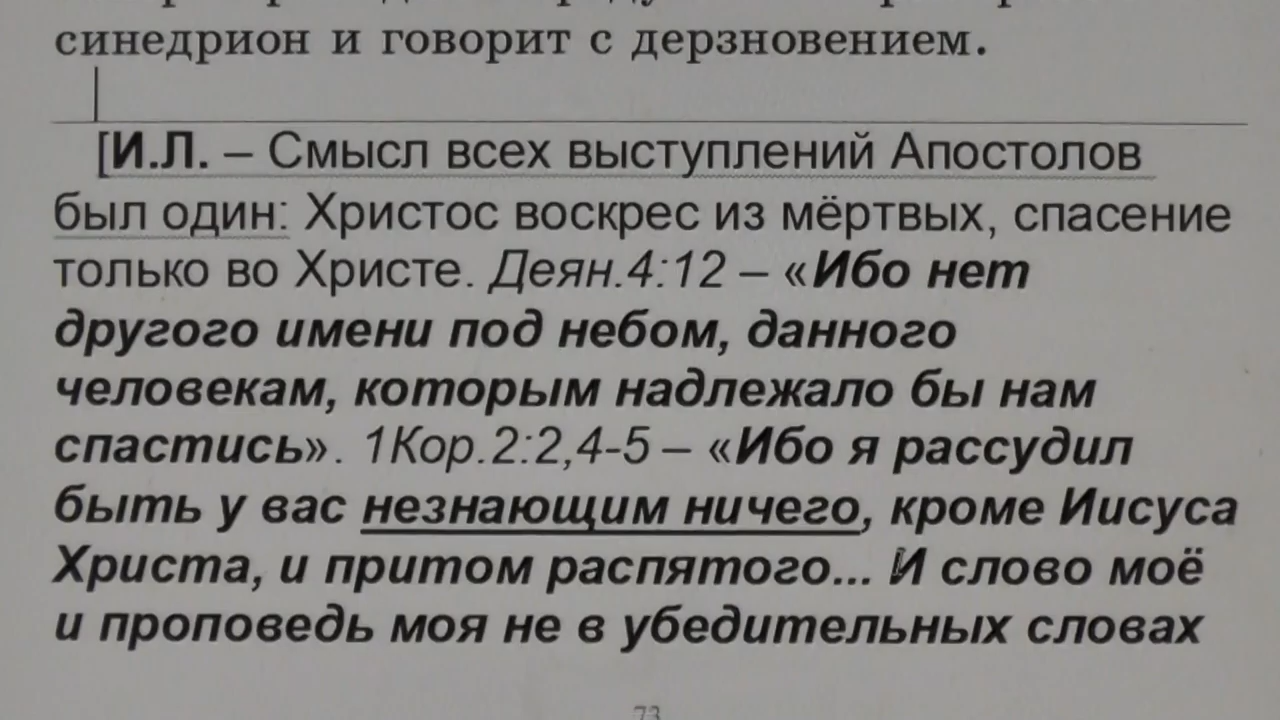 синедрион и говорит с дерзновением.
[И.Л. – Смысл всех выступлений Апостолов
был один: Христос воскрес из мёртвых, спасение
только во Христе. Деян.4:12 – «Ибо нет
другого имени под небом, данного
человекам, которым надлежало бы нам
спастись». 1Кор.2:2,4-5 – «Ибо я рассудил
быть у вас незнающим ничего, кроме Иисуса
Христа, и притом распятого... И слово моё
и проповедь моя не в убедительных словах
73